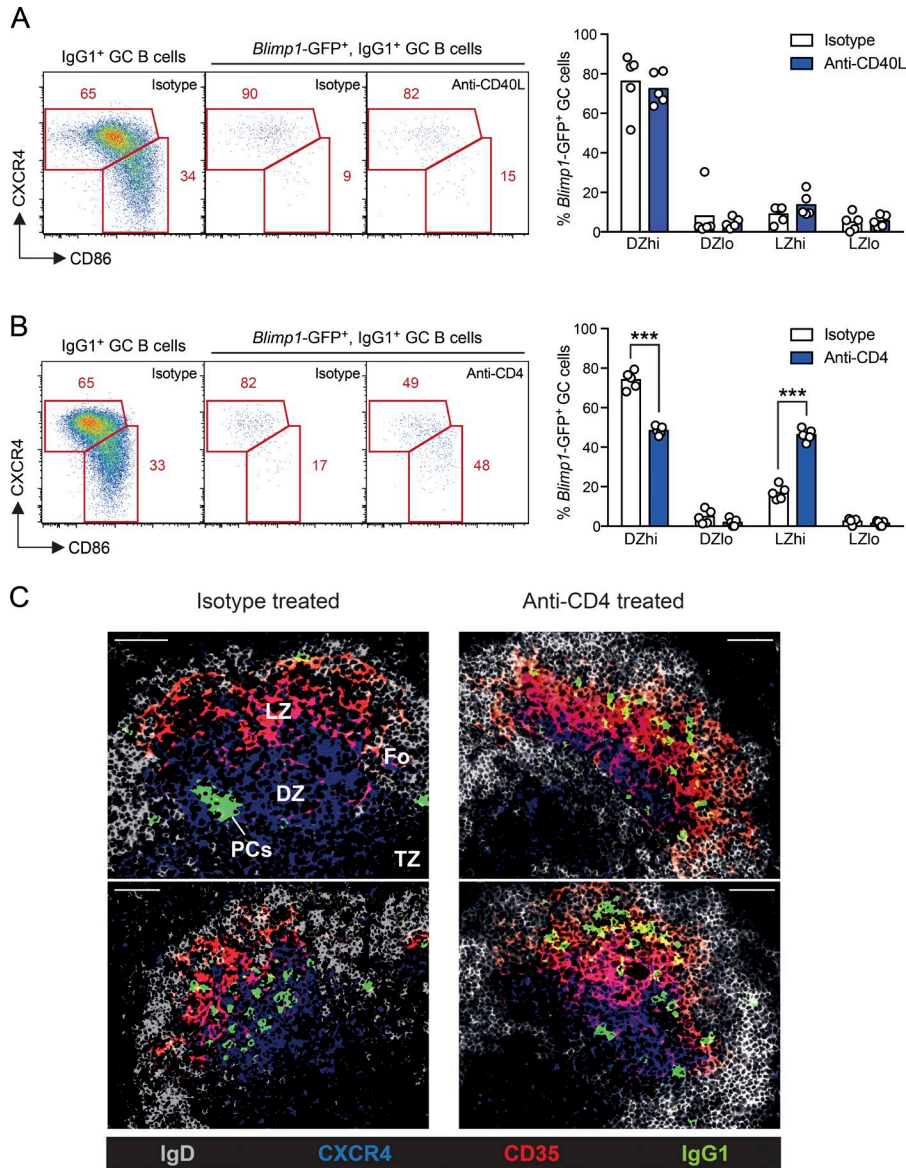 A
IgG1+ GC B cells
Blimp1-GFP+, IgG1+ GC B cells
Isotype
Isotype
Anti-CD40L
65
90
82
34
9
15
CXCR4
CD86
% Blimp1-GFP+ GC cells
100
80
60
40
20
0
Isotype
Anti-CD40L
DZhi
DZlo
LZhi
LZlo
B
IgG1+ GC B cells
Blimp1-GFP+, IgG1+ GC B cells
Isotype
Isotype
Anti-CD4
65
82
49
33
17
48
CXCR4
CD86
% Blimp1-GFP+ GC cells
100
80
60
40
20
0
Isotype
Anti-CD4
***
***
DZhi
DZlo
LZhi
LZlo
C
Isotype treated
Anti-CD4 treated
LZ
Fo
DZ
PCs
TZ
IgD
CXCR4
CD35
IgG1